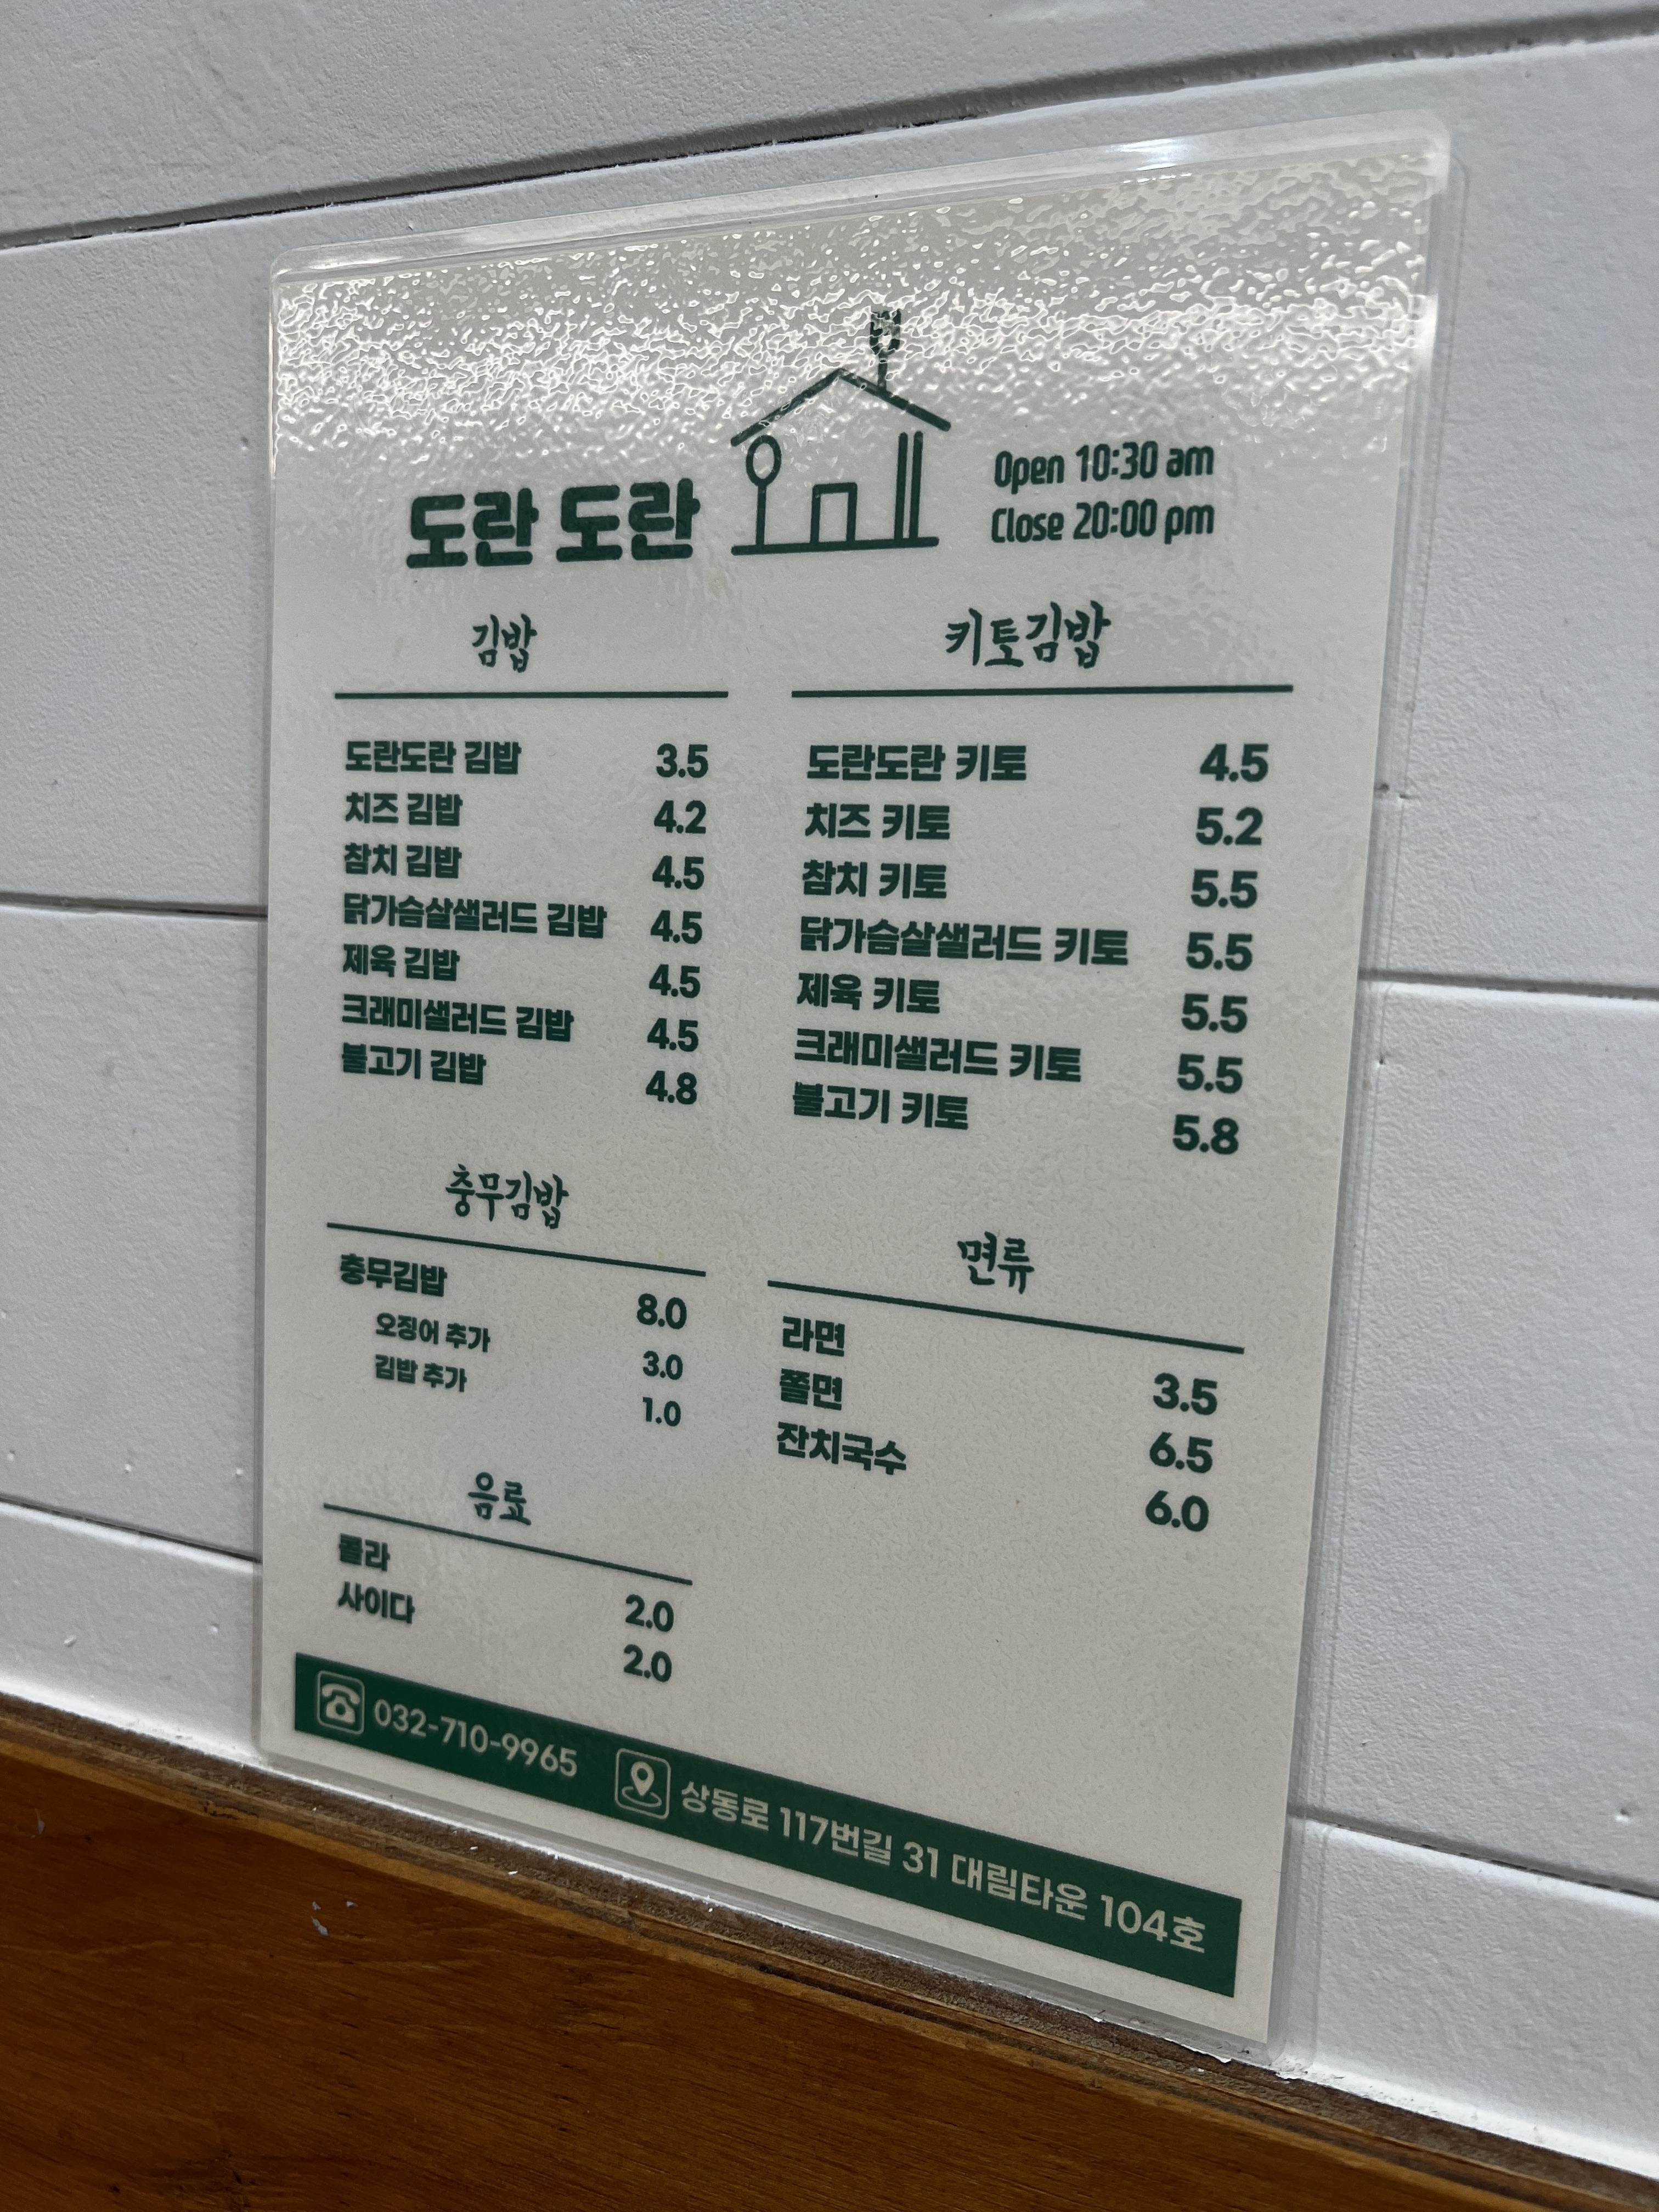 도란 도란
Open 10:30 am
Close 20:00 pm
김밥
도란도란 김밥 3.5
치즈 김밥 4.2
참치 김밥 4.5
닭가슴살샐러드 김밥 4.5
제육 김밥 4.5
크래미샐러드 김밥 4.5
불고기 김밥 4.8
키토김밥
도란도란 키토 4.5
치즈 키토 5.2
참치 키토 5.5
닭가슴살샐러드 키토 5.5
제육 키토 5.5
크래미샐러드 키토 5.5
불고기 키토 5.8
충무김밥
충무김밥 8.0
오징어 추가 3.0
김밥 추가 1.0
면류
라면 3.5
쫄면 6.5
잔치국수 6.0
음료
콜라 2.0
사이다 2.0
032-710-9965 상동로 117번길 31 대림타운 104호